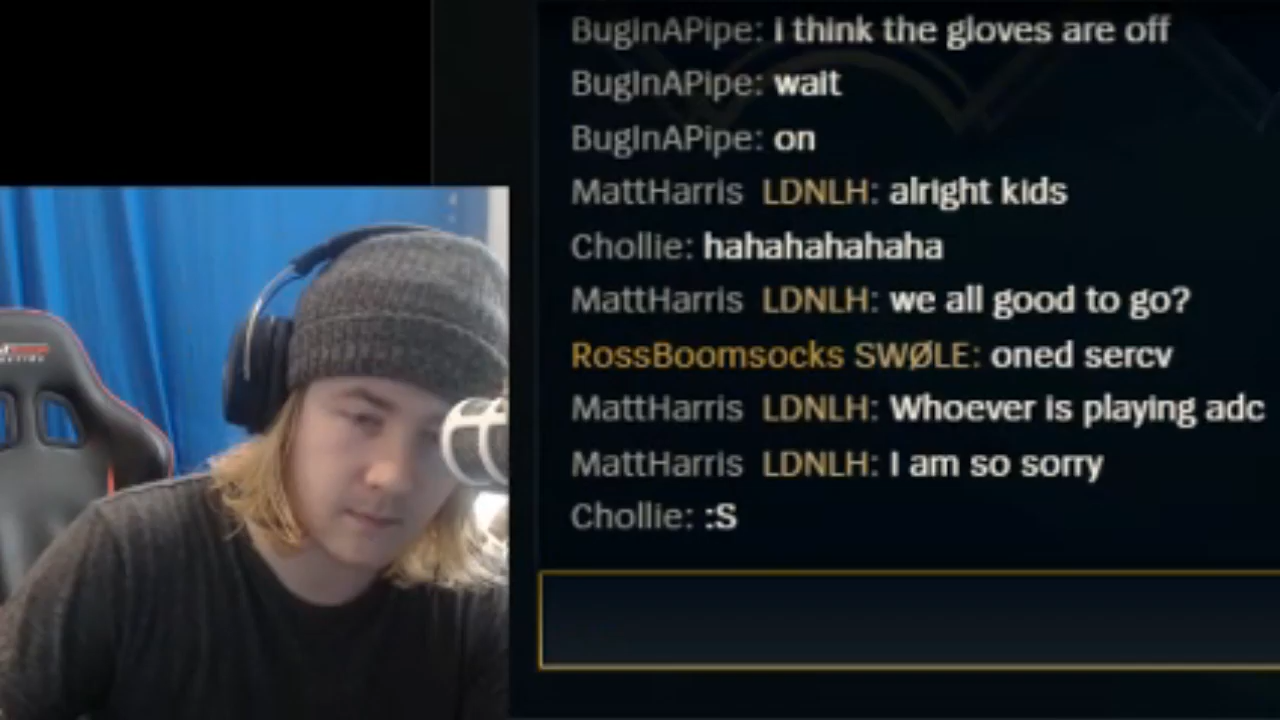 BugInAPipe: i think the gloves are off
BugInAPipe: wait
BugInAPipe: on
MattHarris LDNLH: alright kids
Chollie: hahahahahaha
MattHarris LDNLH: we all good to go?
RossBoomsocks SWØLE: oned sercv
MattHarris LDNLH: Whoever is playing adc
MattHarris LDNLH: I am so sorry
Chollie: :S